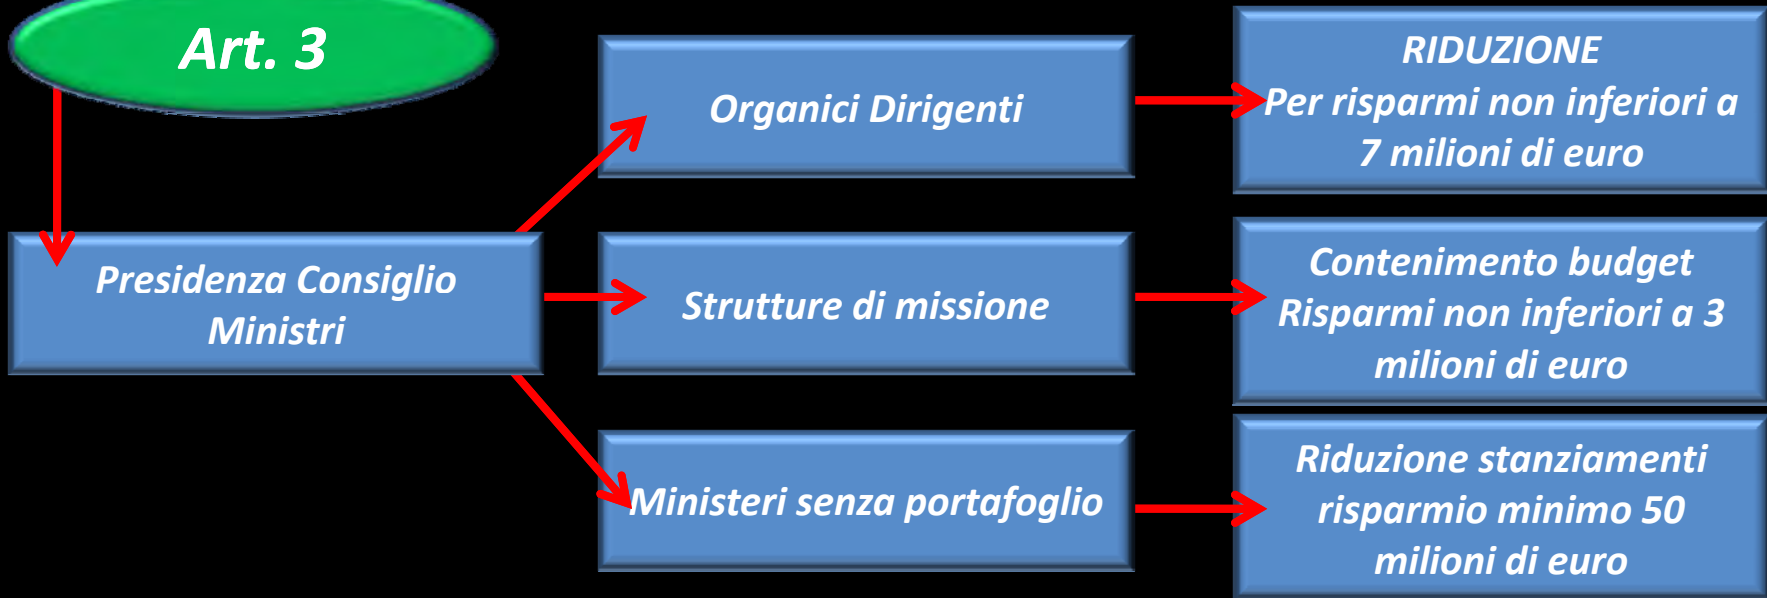 Art. 3
Presidenza Consiglio
Ministri
Organici Dirigenti
RIDUZIONE
Per risparmi non inferiori a
7 milioni di euro
Strutture di missione
Contenimento budget
Risparmi non inferiori a 3
milioni di euro
Ministeri senza portafoglio
Riduzione stanziamenti
risparmio minimo 50
milioni di euro